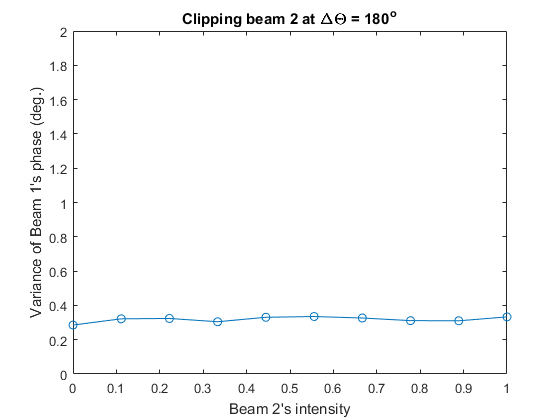 Clipping beam 2 at ΔΘ = 180°
2
1.8
1.6
1.4
1.2
1
0.8
0.6
0.4
0.2
0
Variance of Beam 1's phase (deg.)
0 0.1 0.2 0.3 0.4 0.5 0.6 0.7 0.8 0.9 1
Beam 2's intensity